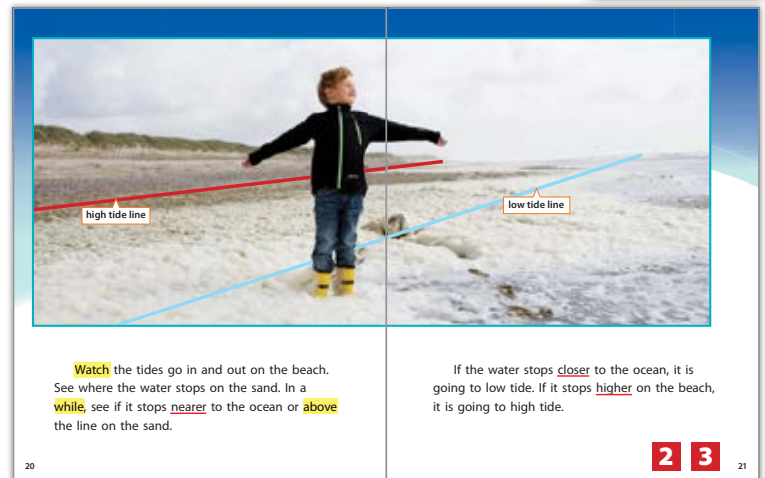 high tide line
low tide line
Watch the tides go in and out on the beach.
See where the water stops on the sand. In a
while, see if it stops nearer to the ocean or above
the line on the sand.
20
If the water stops closer to the ocean, it is
going to low tide. If it stops higher on the beach,
it is going to high tide.
2 3
21